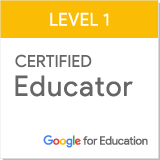 LEVEL 1
CERTIFIED
Educator
Google for Education